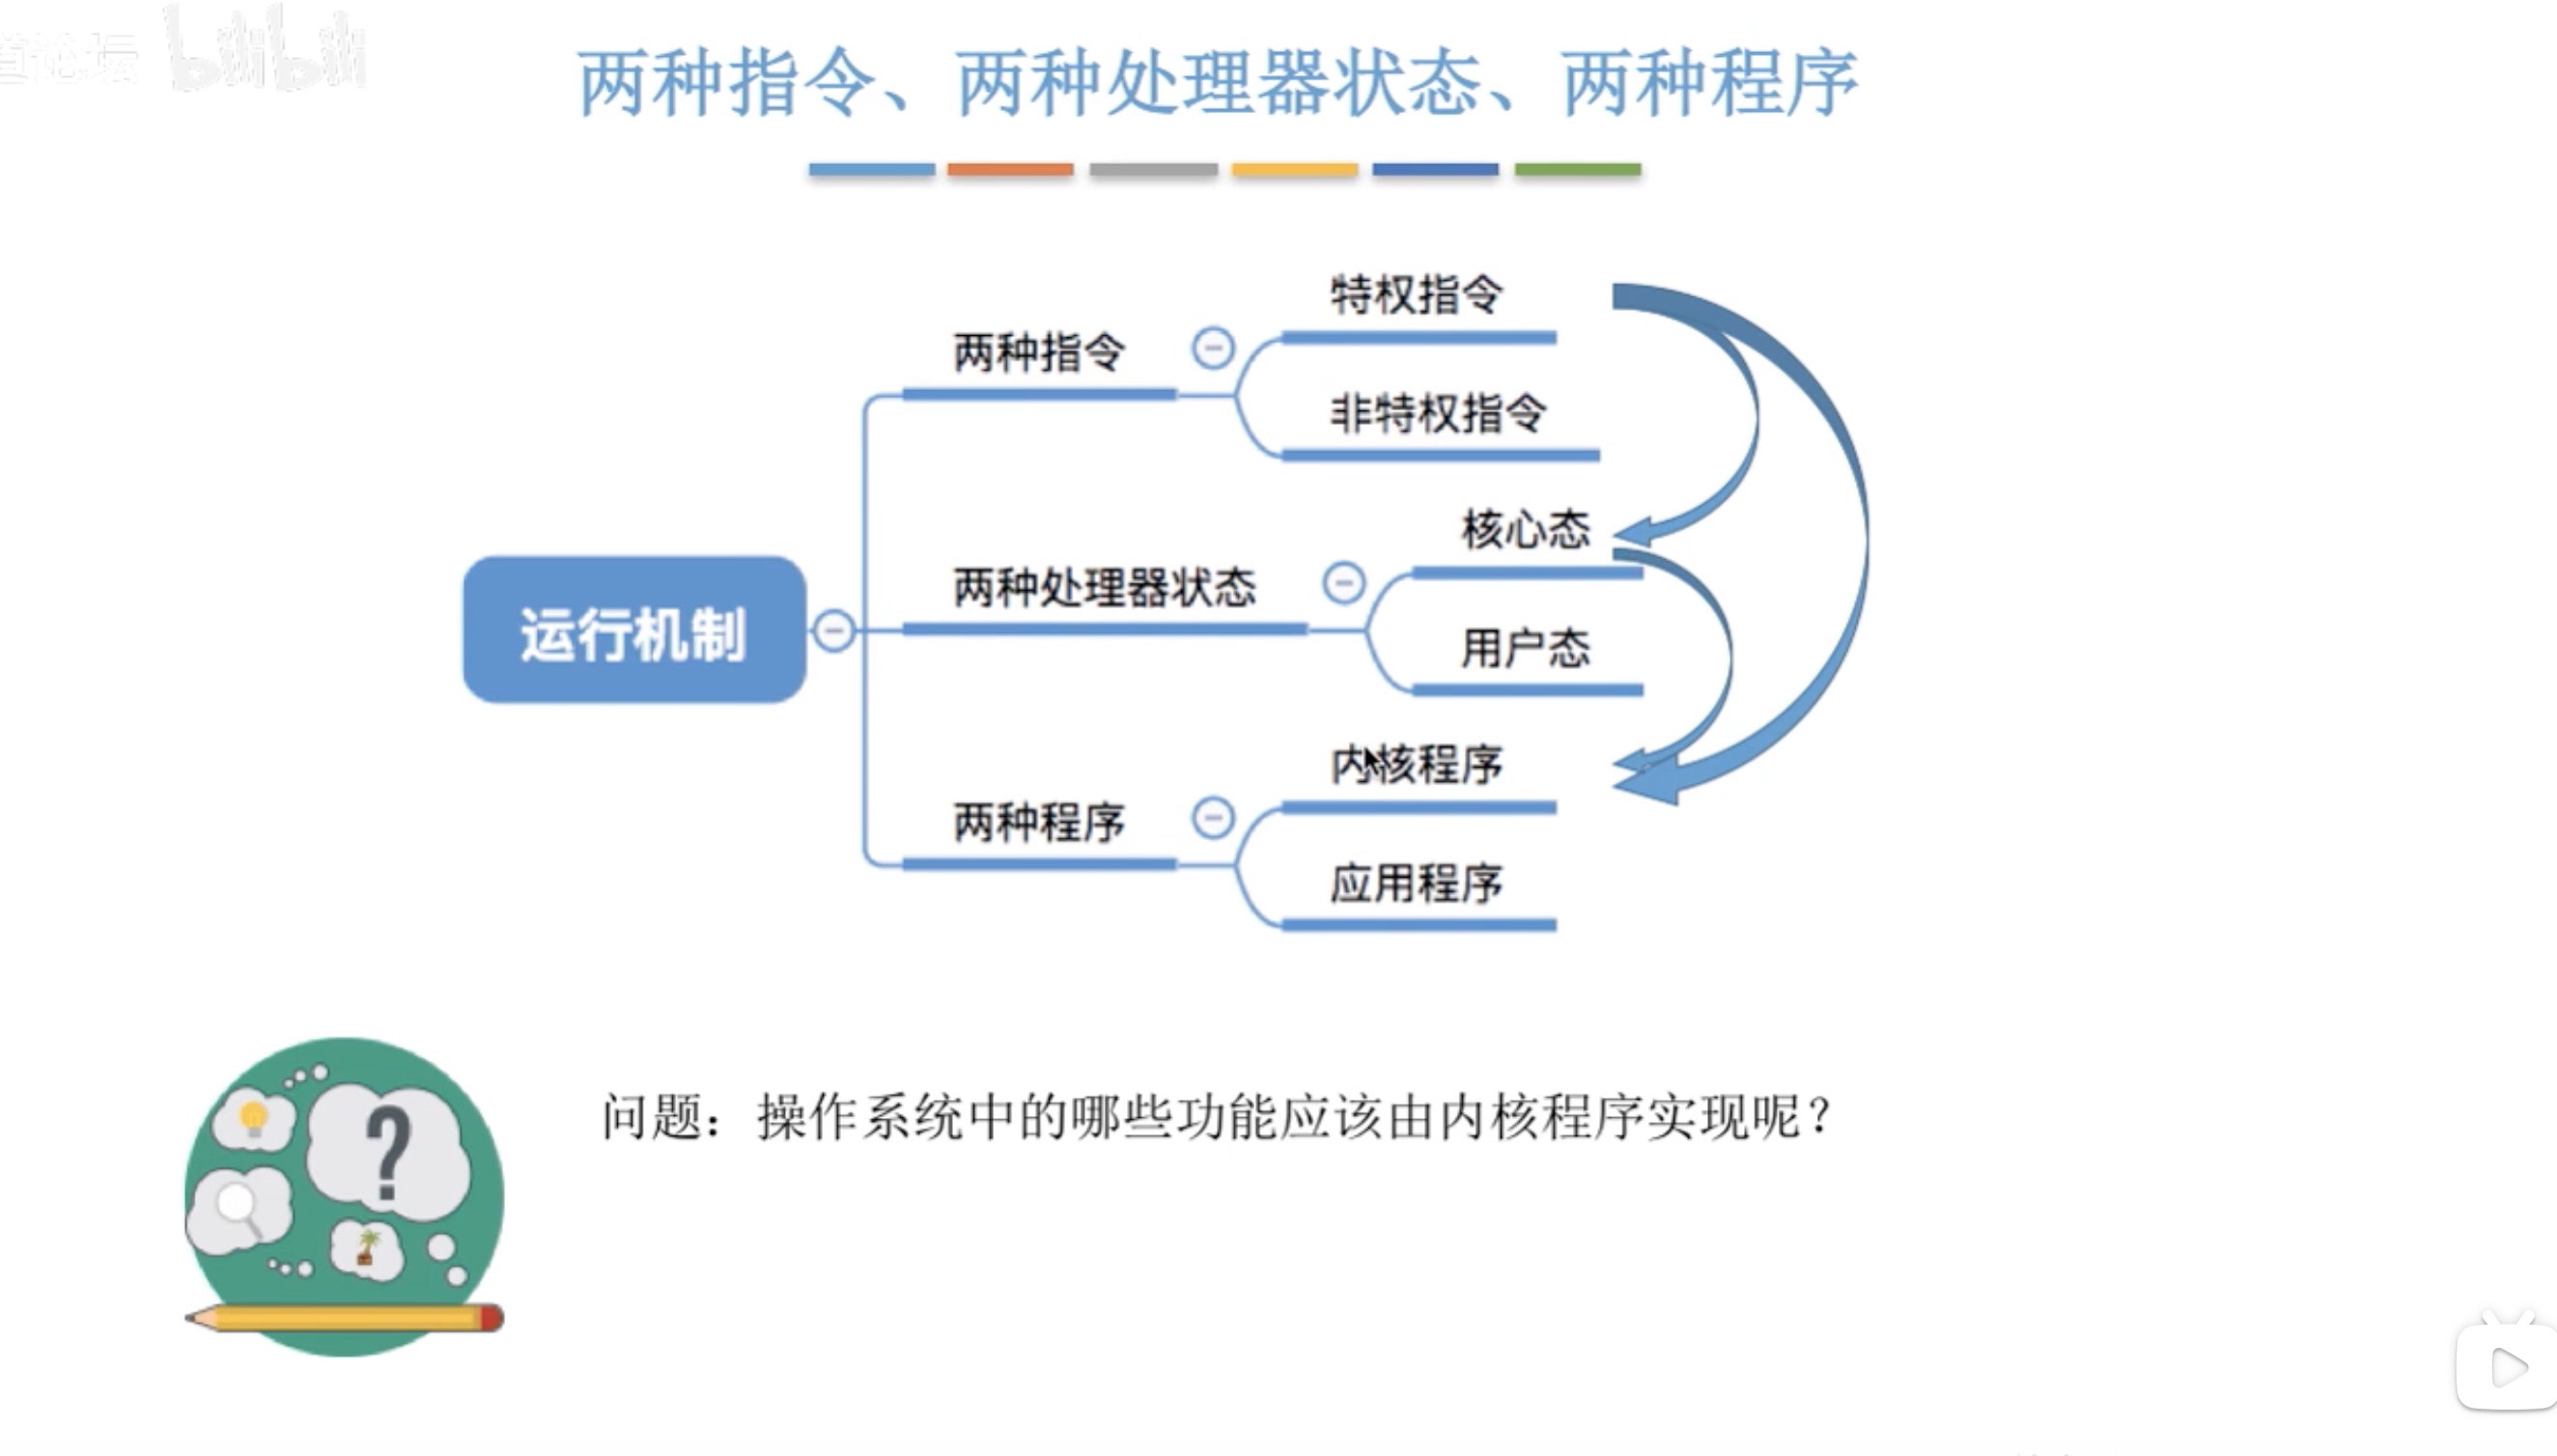 论坛 bilibili
两种指令、两种处理器状态、两种程序
运行机制
两种指令
特权指令
非特权指令
两种处理器状态
核心态
用户态
两种程序
内核程序
应用程序
?
问题：操作系统中的哪些功能应该由内核程序实现呢？